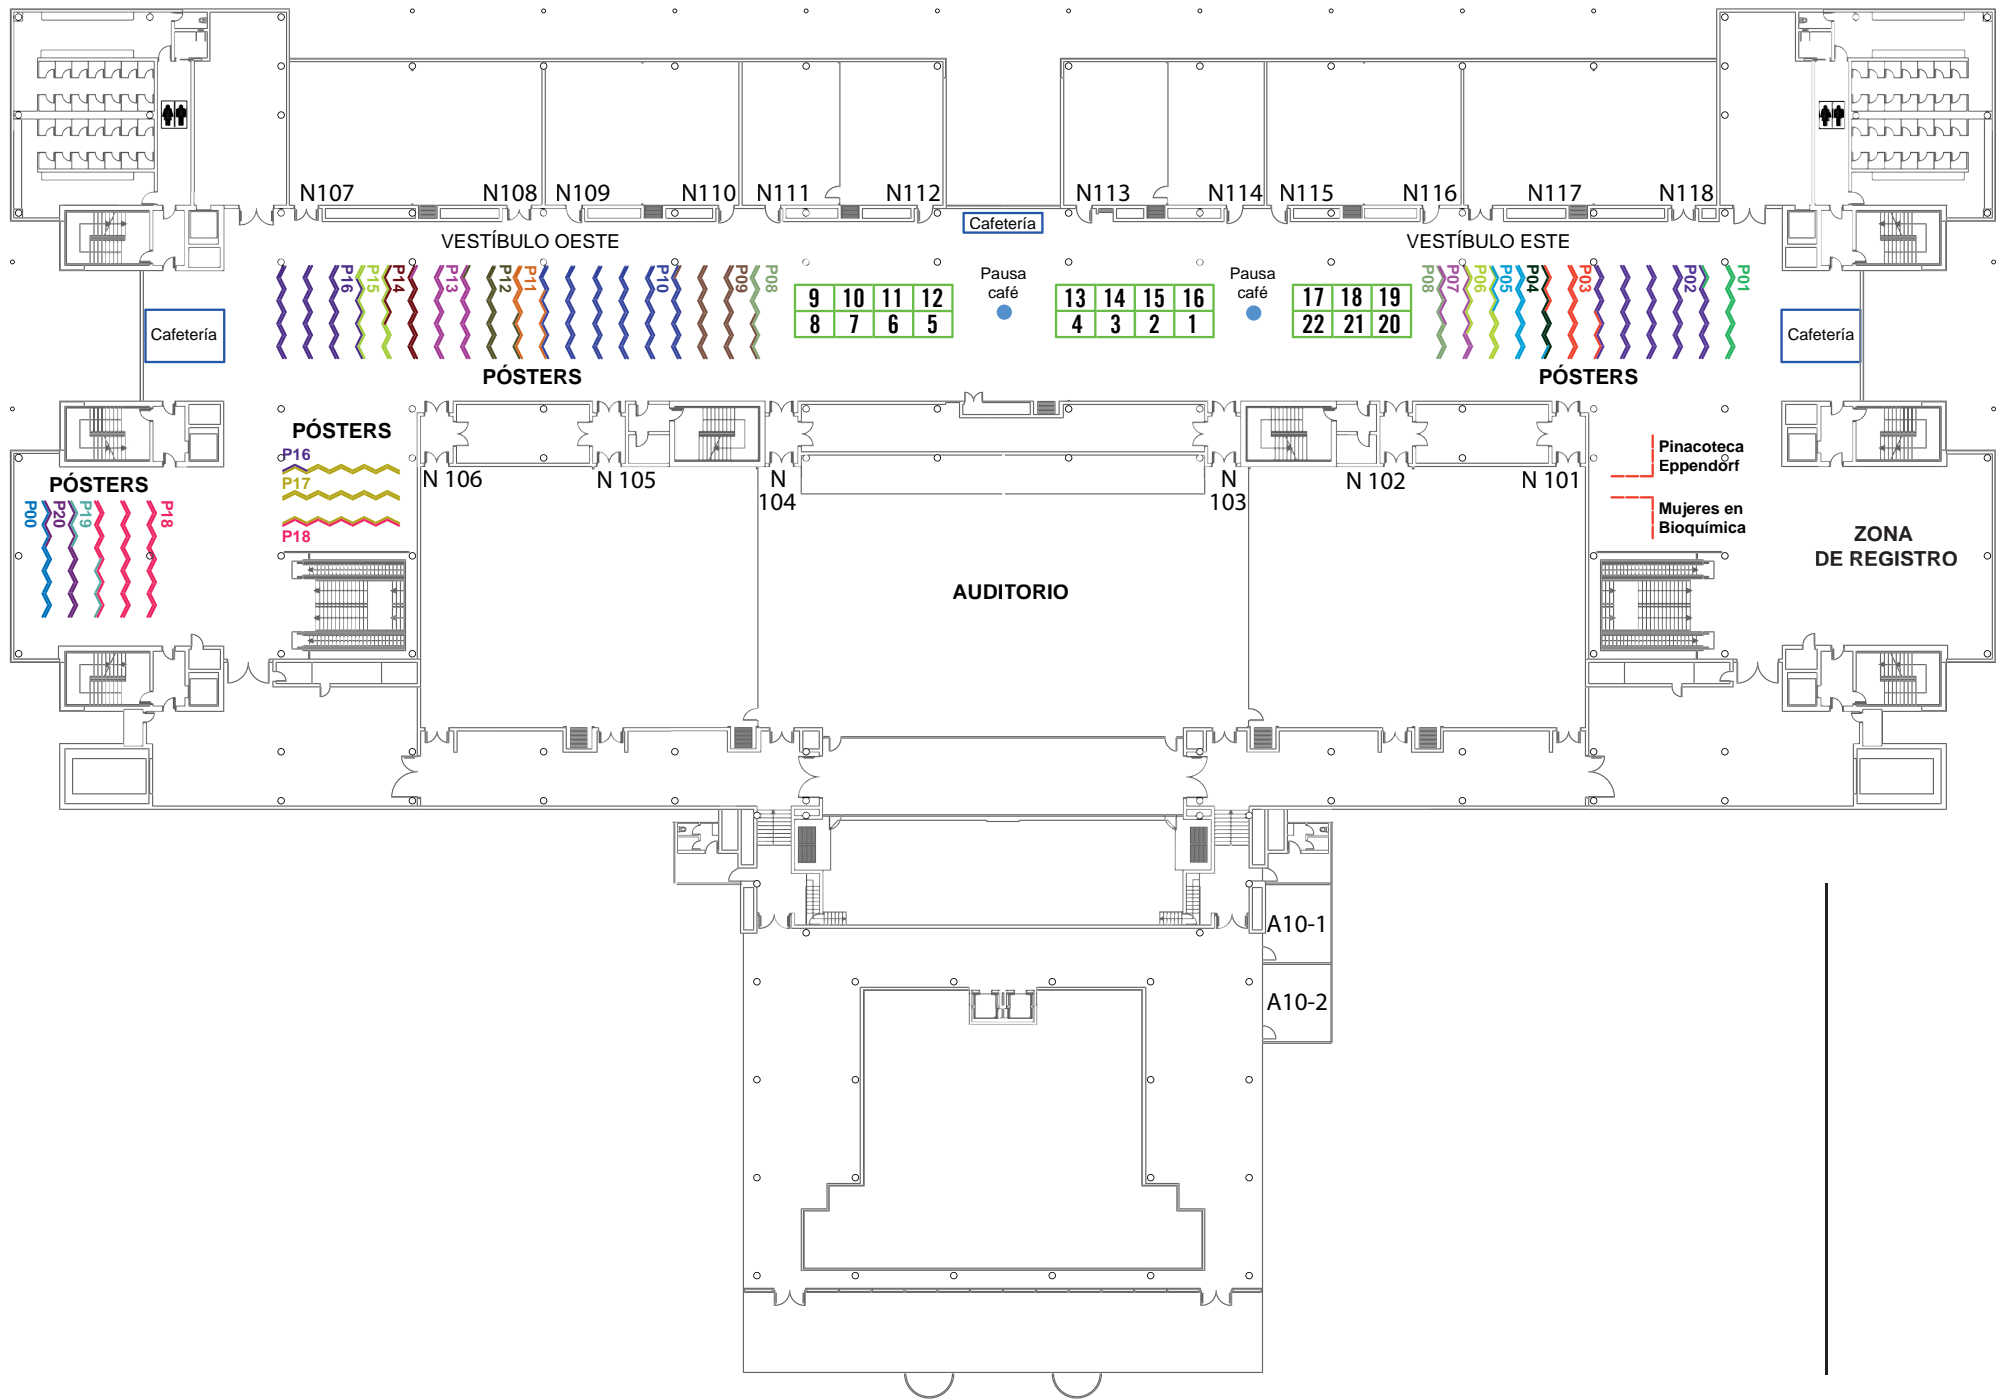 N107
N108
N109
N110
N111
N112
N113
N114
N115
N116
N117
N118
Cafetería
VESTÍBULO OESTE
VESTÍBULO ESTE
P16
P15
P14
P13
P12
P11
P10
P09
P08
Pausa
café
Pausa
café
P08
P07
P06
P05
P04
P03
P02
P01
9 10 11 12
8 7 6 5
13 14 15 16
4 3 2 1
17 18 19
22 21 20
Cafetería
Cafetería
PÓSTERS
PÓSTERS
PÓSTERS
P16
P17
P18
PÓSTERS
P00
P20
P19
P18
N 106
N 105
N
104
N
103
N 102
N 101
Pinacoteca
Eppendorf
Mujeres en
Bioquímica
ZONA
DE REGISTRO
AUDITORIO
A10-1
A10-2